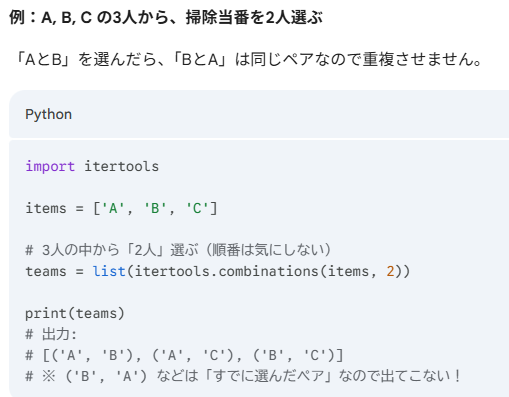 例：A, B, C の3人から、掃除当番を2人選ぶ
「AとB」を選んだら、「BとA」は同じペアなので重複させません。
Python
import itertools
items = ['A', 'B', 'C']
# 3人の中から「2人」選ぶ（順番は気にしない）
teams = list(itertools.combinations(items, 2))
print(teams)
# 出力:
# [('A', 'B'), ('A', 'C'), ('B', 'C')]
# ※ ('B', 'A') などは「すでに選んだペア」なので出てこない！